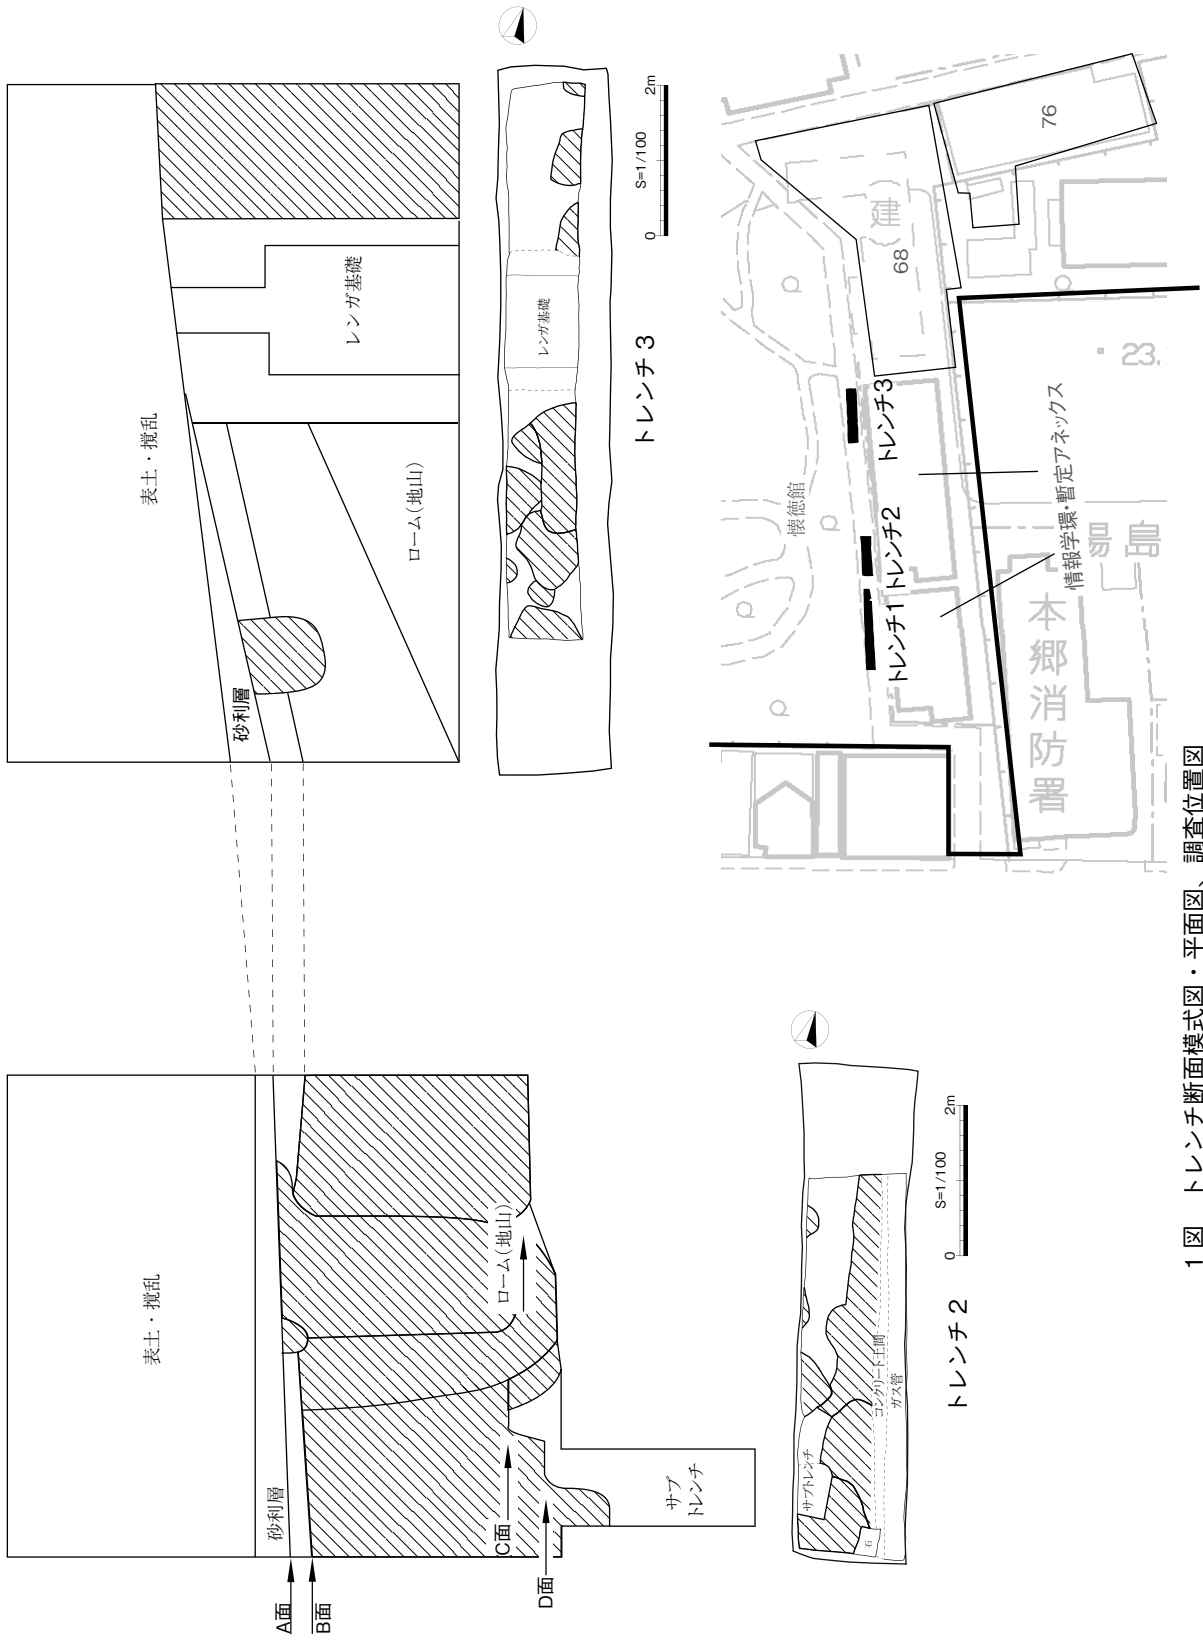 表土・攪乱
砂利層
A面
B面
C面
D面
ローム(地山)
サブ
トレンチ
表土・攪乱
砂利層
ローム(地山)
レンガ基礎
サブトレンチ
石
コンクリート土間
ガス管
トレンチ2
0
S=1/100
2m
レンガ基礎
トレンチ3
0
S=1/100
2m
懐徳館
トレンチ1
トレンチ2
トレンチ3
情報学環・暫定アネックス
本郷消防署
湯島
(建)
68
76
23.
1図 トレンチ断面模式図・平面図、調査位置図